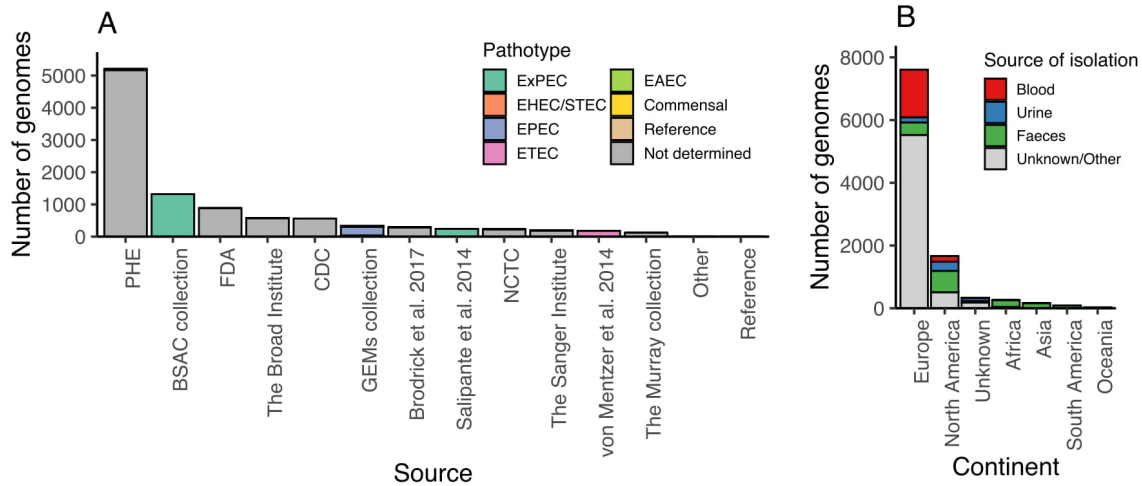 A
Number of genomes
5000
4000
3000
2000
1000
0
Pathotype
ExPEC
EHEC/STEC
EPEC
ETEC
EAEC
Commensal
Reference
Not determined
PHE
BSAC collection
FDA
The Broad Institute
CDC
GEMs collection
Brodrick et al. 2017
Salipante et al. 2014
NCTC
The Sanger Institute
von Mentzer et al. 2014
The Murray collection
Other
Reference
Source
B
Number of genomes
8000
6000
4000
2000
0
Source of isolation
Blood
Urine
Faeces
Unknown/Other
Europe
North America
Unknown
Africa
Asia
South America
Oceania
Continent